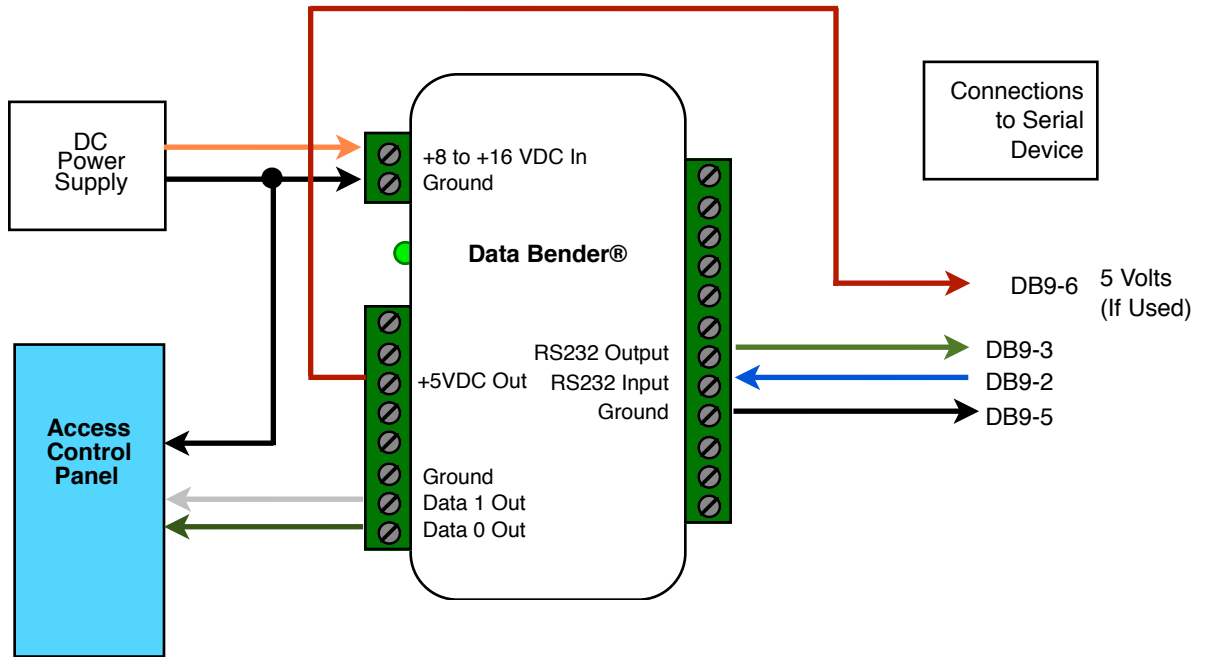 DC
Power
Supply
+8 to +16 VDC In
Ground
Data Bender®
Connections
to Serial
Device
DB9-6
5 Volts
(If Used)
RS232 Output
DB9-3
+5VDC Out
RS232 Input
DB9-2
Ground
DB9-5
Access
Control
Panel
Ground
Data 1 Out
Data 0 Out